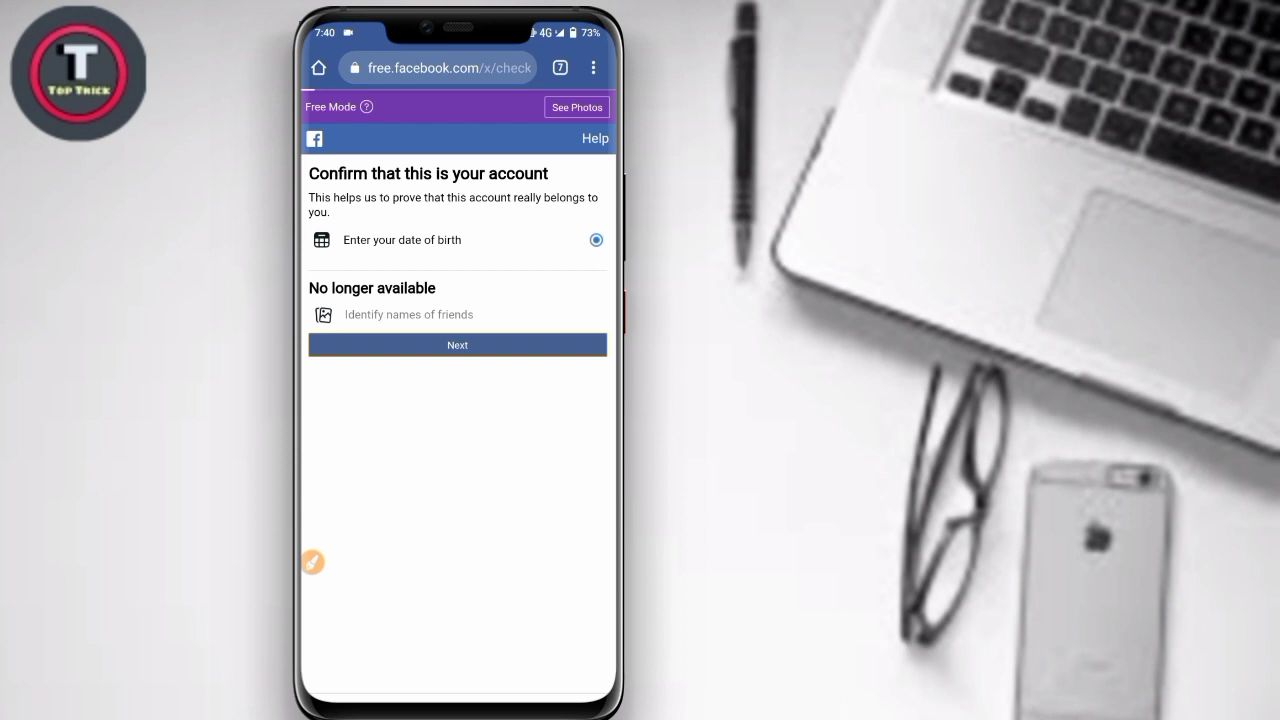 T
TOP TRICK
7:40
4G
73%
free.facebook.com/x/check
7
Free Mode ?
See Photos
f
Help
Confirm that this is your account
This helps us to prove that this account really belongs to
you.
Enter your date of birth
No longer available
Identify names of friends
Next